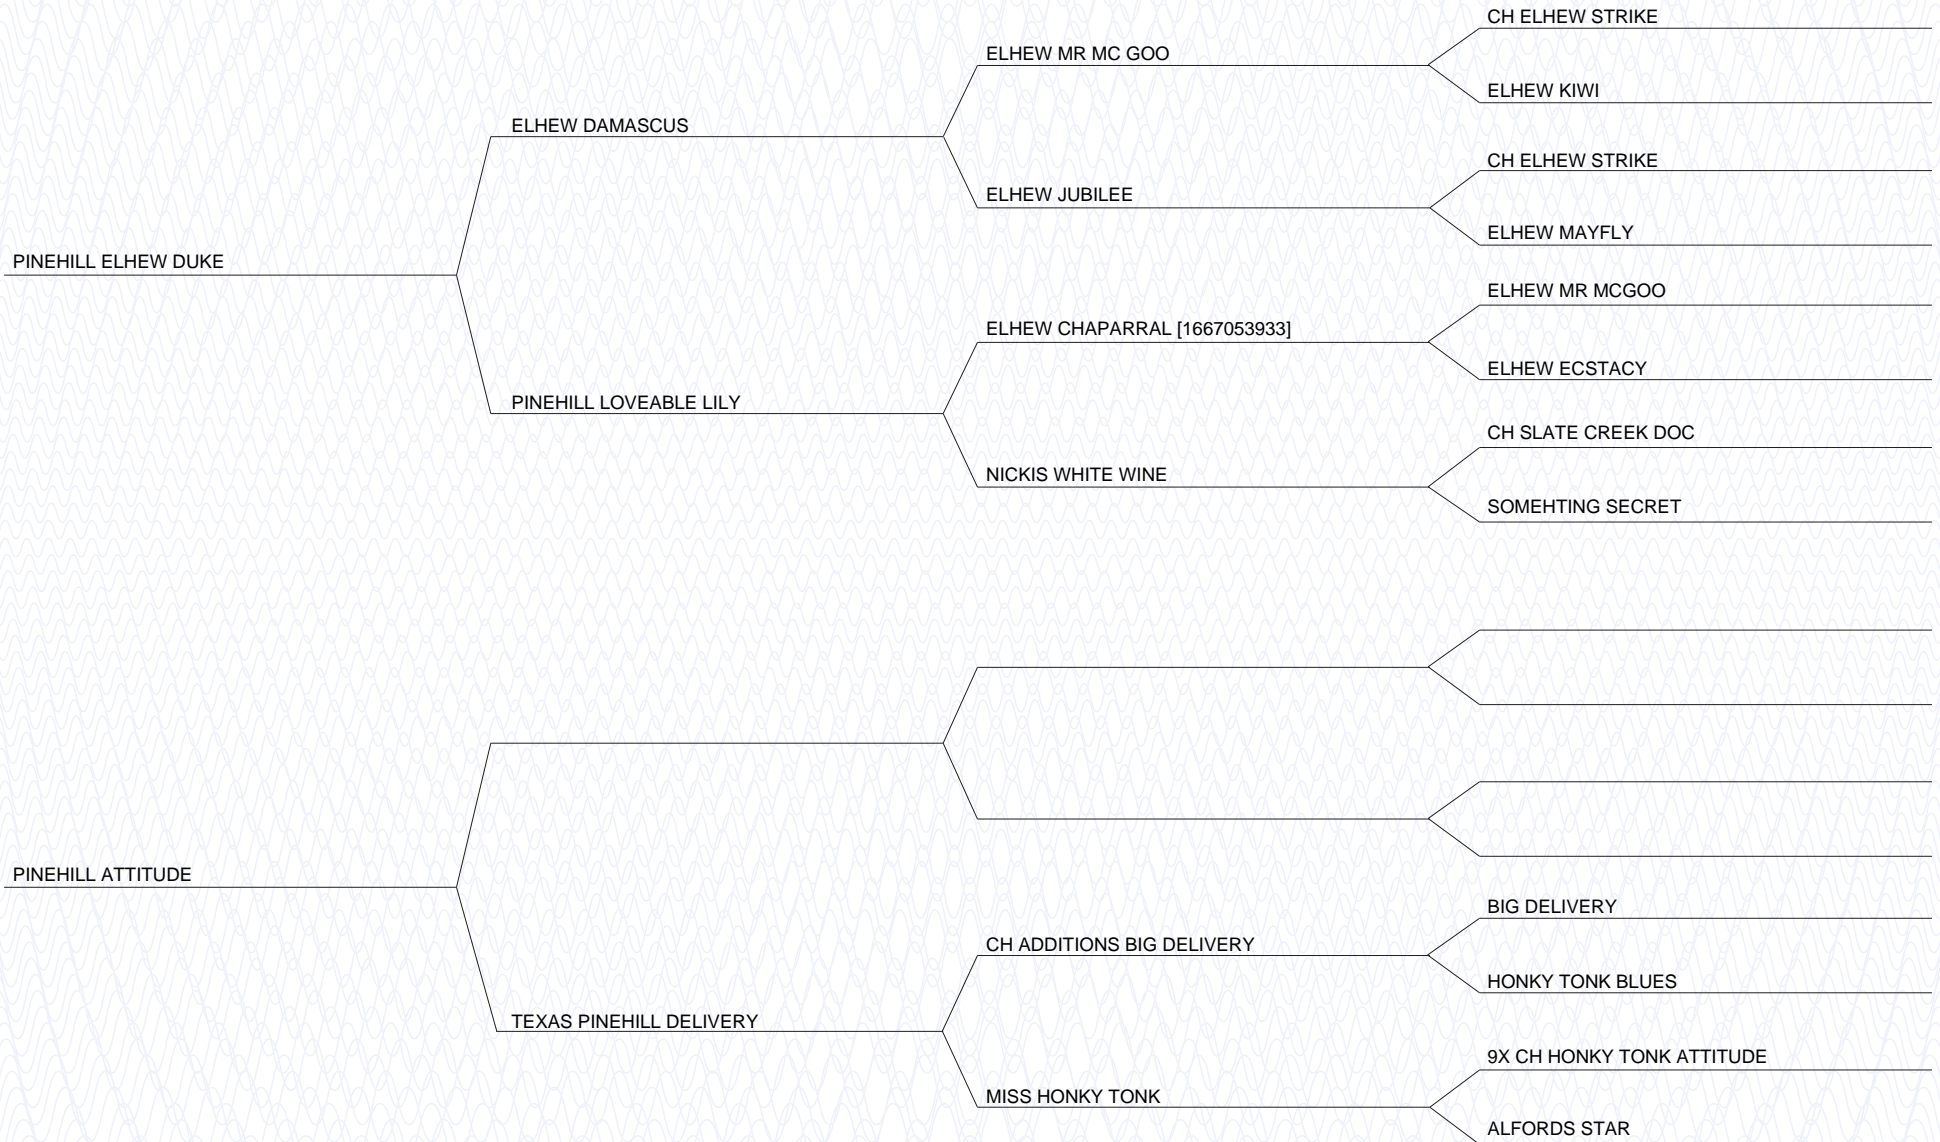 CH ELHEW STRIKE
ELHEW MR MC GOO
ELHEW KIWI
ELHEW DAMASCUS
CH ELHEW STRIKE
ELHEW JUBILEE
ELHEW MAYFLY
PINEHILL ELHEW DUKE
ELHEW MR MCGOO
ELHEW CHAPARRAL [1667053933]
ELHEW ECSTACY
PINEHILL LOVEABLE LILY
CH SLATE CREEK DOC
NICKIS WHITE WINE
SOMEHTING SECRET
PINEHILL ATTITUDE
BIG DELIVERY
CH ADDITIONS BIG DELIVERY
HONKY TONK BLUES
TEXAS PINEHILL DELIVERY
9X CH HONKY TONK ATTITUDE
MISS HONKY TONK
ALFORDS STAR